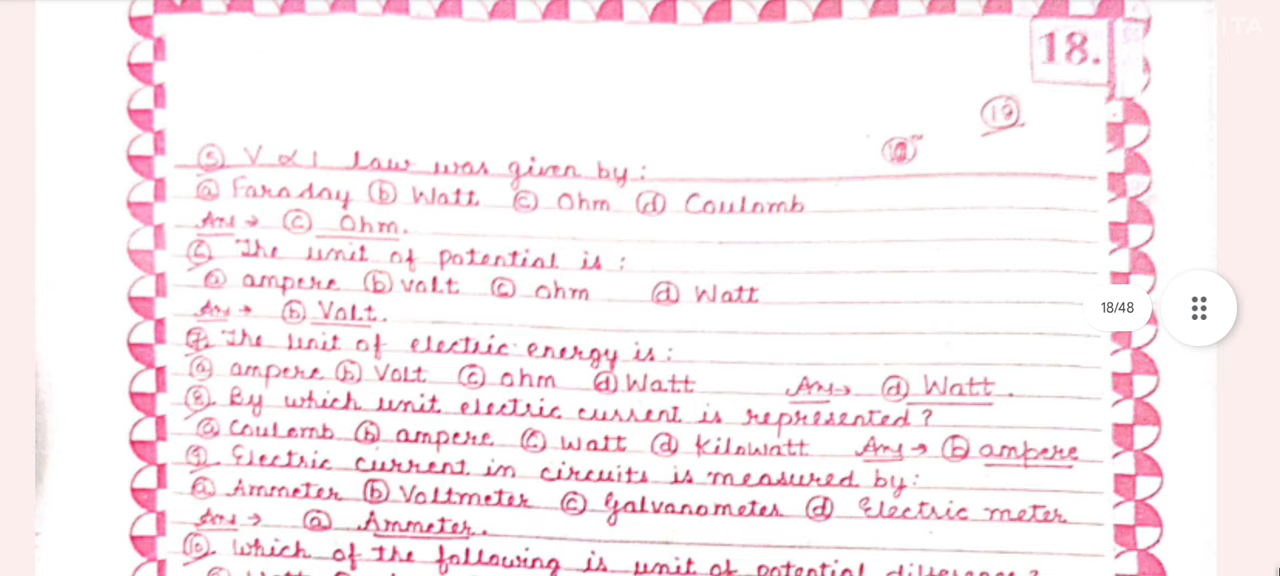 ITA
18.
18
⑤ V ∝ I law was given by:
ⓐ Faraday ⓑ Watt ⓒ Ohm ⓓ Coulomb
Ans → ⓒ Ohm.
⑥ The unit of potential is:
ⓐ ampere ⓑ volt ⓒ ohm ⓓ Watt
18/48
Ans → ⓑ Volt.
⑦. The unit of electric energy is:
ⓐ ampere ⓑ Volt ⓒ ohm ⓓ Watt Ans → ⓓ Watt.
⑧. By which unit electric current is represented?
ⓐ Coulomb ⓑ ampere ⓒ watt ⓓ Kilowatt Ans → ⓑ ampere
⑨. Electric current in circuits is measured by:
ⓐ Ammeter ⓑ Voltmeter ⓒ Galvanometer ⓓ Electric meter
Ans → ⓐ Ammeter.
⑩. Which of the following is unit of potential difference?